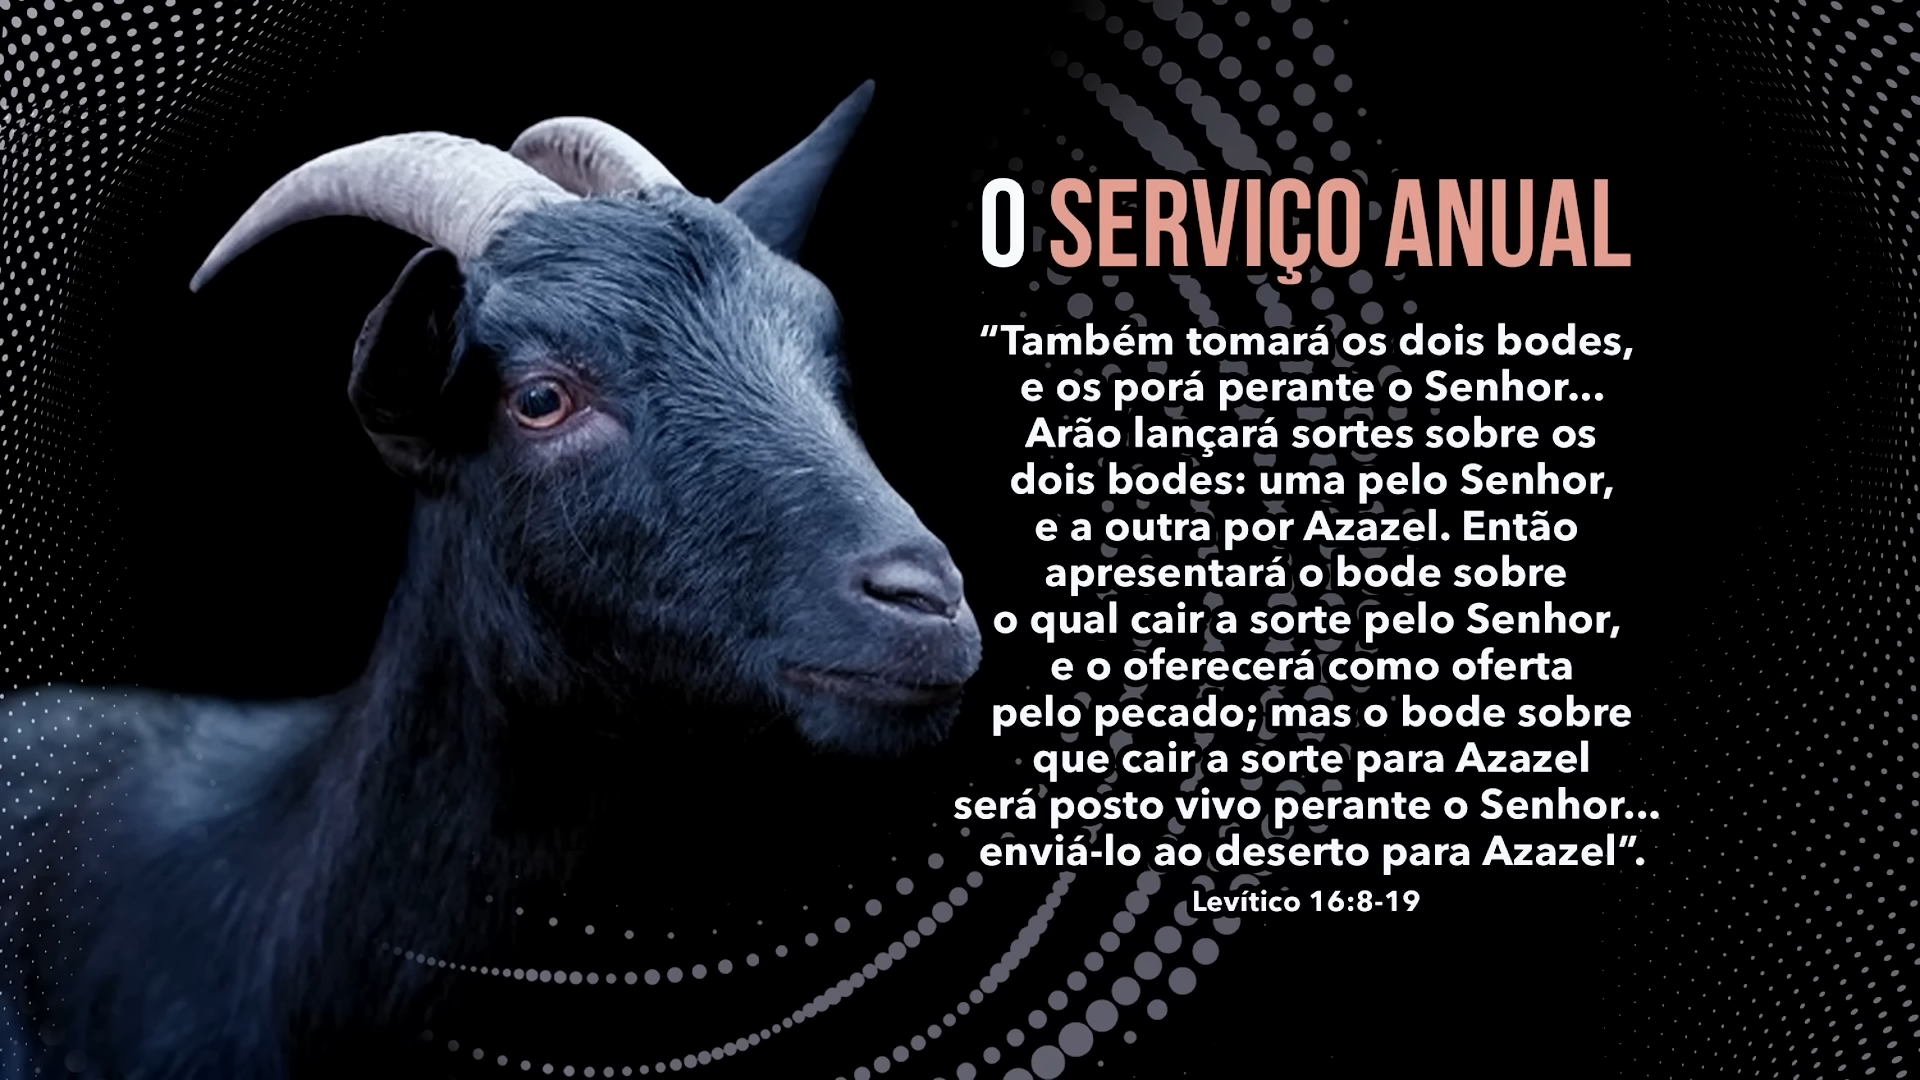 O SERVIÇO ANUAL
“Também tomará os dois bodes,
e os porá perante o Senhor...
Arão lançará sortes sobre os
dois bodes: uma pelo Senhor,
e a outra por Azazel. Então
apresentará o bode sobre
o qual cair a sorte pelo Senhor,
e o oferecerá como oferta
pelo pecado; mas o bode sobre
que cair a sorte para Azazel
será posto vivo perante o Senhor...
enviá-lo ao deserto para Azazel”.
Levítico 16:8-19